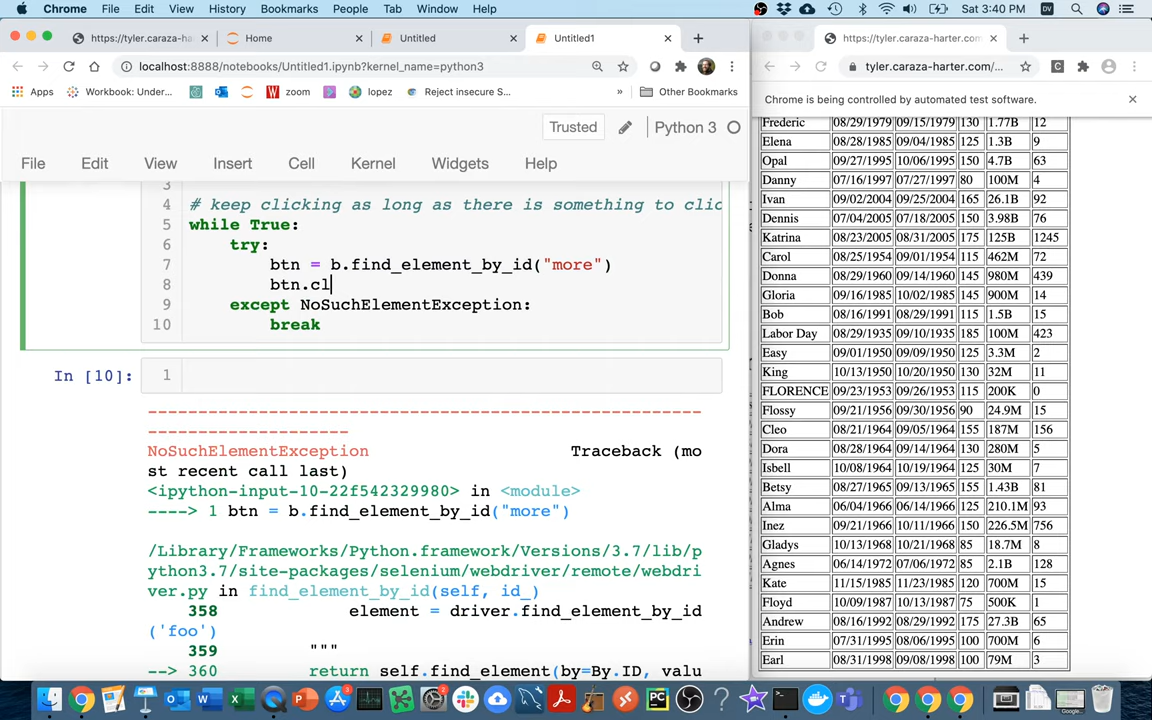 Chrome File Edit View History Bookmarks People Tab Window Help Sat 3:40 PM
https://tyler.caraza-har Home Untitled Untitled1
https://tyler.caraza-harter.com
localhost:8888/notebooks/Untitled1.ipynb?kernel_name=python3
tyler.caraza-harter.com/...
Apps Workbook: Under... zoom lopez Reject insecure S... » Other Bookmarks
Chrome is being controlled by automated test software.
Trusted Python 3
File Edit View Insert Cell Kernel Widgets Help
3
4 # keep clicking as long as there is something to clic
5 while True:
6 try:
7 btn = b.find_element_by_id("more")
8 btn.cl
9 except NoSuchElementException:
10 break
In [10]: 1
NoSuchElementException Traceback (mo
st recent call last)
<ipython-input-10-22f542329980> in <module>
----> 1 btn = b.find_element_by_id("more")
/Library/Frameworks/Python.framework/Versions/3.7/lib/p
ython3.7/site-packages/selenium/webdriver/remote/webdri
ver.py in find_element_by_id(self, id_)
358 element = driver.find_element_by_id
('foo')
359 """
--> 360 return self.find_element(by=By.ID, valu
Frederic 08/29/1979 09/15/1979 130 1.77B 12
Elena 08/28/1985 09/04/1985 125 1.3B 9
Opal 09/27/1995 10/06/1995 150 4.7B 63
Danny 07/16/1997 07/27/1997 80 100M 4
Ivan 09/02/2004 09/25/2004 165 26.1B 92
Dennis 07/04/2005 07/18/2005 150 3.98B 76
Katrina 08/23/2005 08/31/2005 175 125B 1245
Carol 08/25/1954 09/01/1954 115 462M 72
Donna 08/29/1960 09/14/1960 145 980M 439
Gloria 09/16/1985 10/02/1985 145 900M 14
Bob 08/16/1991 08/29/1991 115 1.5B 15
Labor Day 08/29/1935 09/10/1935 185 100M 423
Easy 09/01/1950 09/09/1950 125 3.3M 2
King 10/13/1950 10/20/1950 130 32M 11
FLORENCE 09/23/1953 09/26/1953 115 200K 0
Flossy 09/21/1956 09/30/1956 90 24.9M 15
Cleo 08/21/1964 09/05/1964 155 187M 156
Dora 08/28/1964 09/14/1964 130 280M 5
Isbell 10/08/1964 10/19/1964 125 30M 7
Betsy 08/27/1965 09/13/1965 155 1.43B 81
Alma 06/04/1966 06/14/1966 125 210.1M 93
Inez 09/21/1966 10/11/1966 150 226.5M 756
Gladys 10/13/1968 10/21/1968 85 18.7M 8
Agnes 06/14/1972 07/06/1972 85 2.1B 128
Kate 11/15/1985 11/23/1985 120 700M 15
Floyd 10/09/1987 10/13/1987 75 500K 1
Andrew 08/16/1992 08/29/1992 175 27.3B 65
Erin 07/31/1995 08/06/1995 100 700M 6
Earl 08/31/1998 09/08/1998 100 79M 3